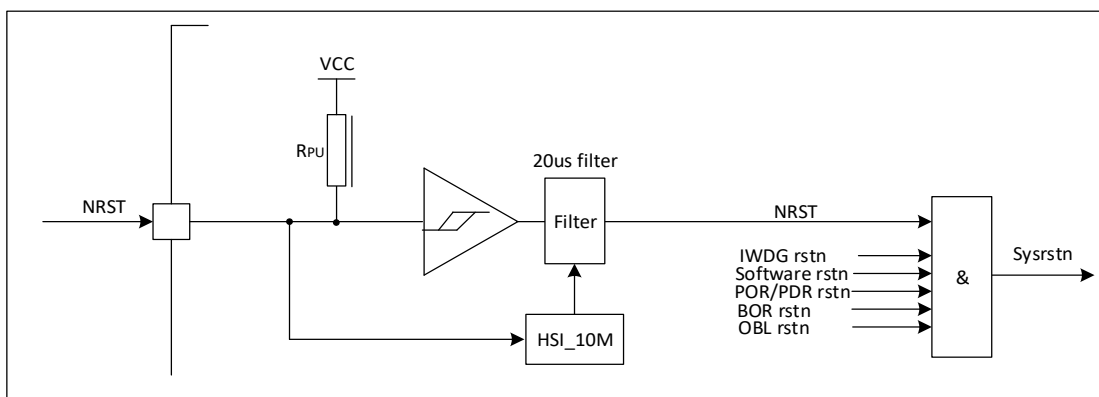 VCC
RPU
20us filter
NRST
Filter
NRST
IWDG rstn
Software rstn
POR/PDR rstn
BOR rstn
OBL rstn
&
Sysrstn
HSI_10M